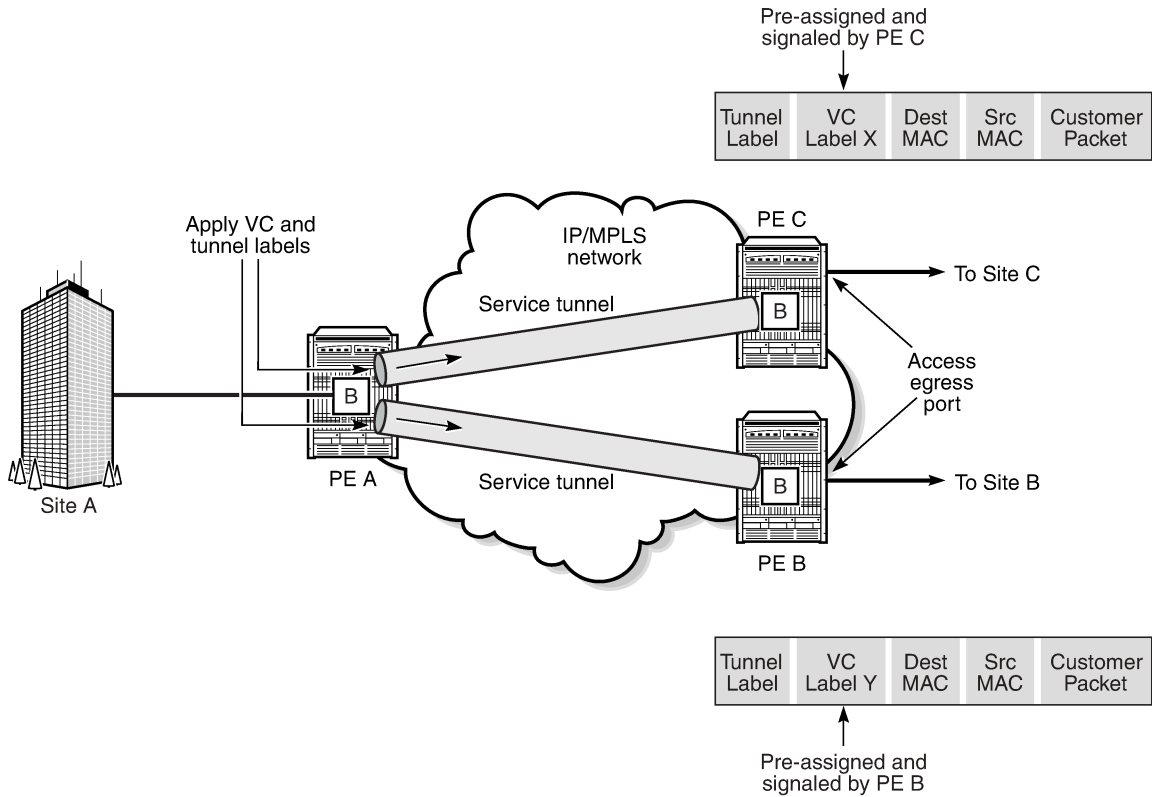 Pre-assigned and
signaled by PE C
Tunnel
Label
VC
Label X
Dest
MAC
Src
MAC
Customer
Packet
Apply VC and
tunnel labels
IP/MPLS
network
PE C
Service tunnel
B
To Site C
Access
egress
port
B
PE A
Service tunnel
B
To Site B
PE B
Site A
Tunnel
Label
VC
Label Y
Dest
MAC
Src
MAC
Customer
Packet
Pre-assigned and
signaled by PE B